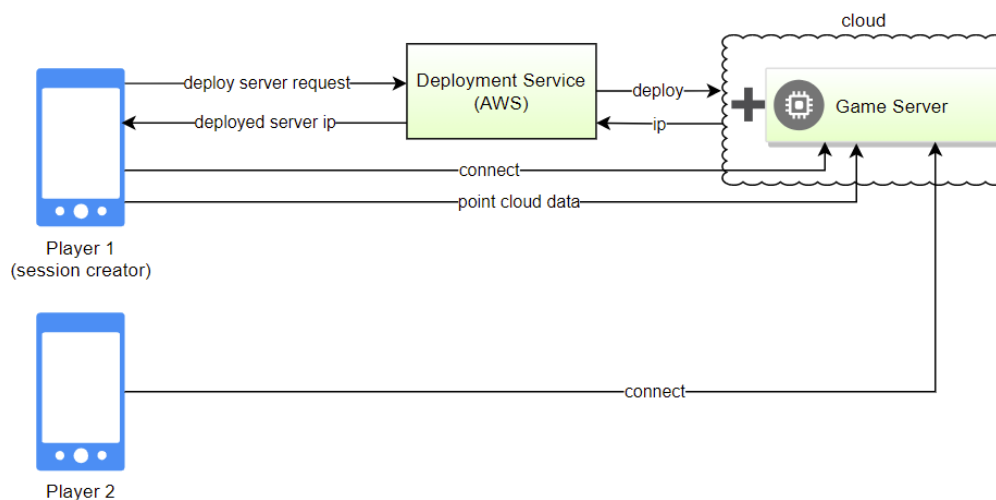 cloud
deploy server request
Deployment Service
(AWS)
deploy
Game Server
deployed server ip
ip
connect
point cloud data
Player 1
(session creator)
connect
Player 2